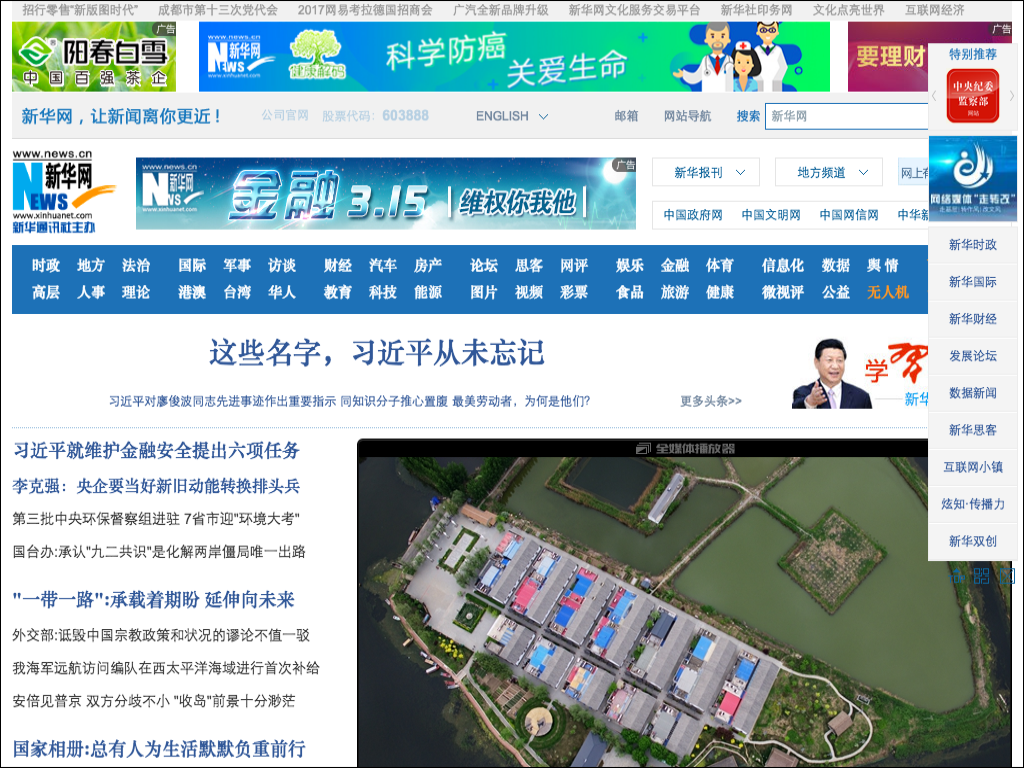 招行零售"新版图时代" 成都市第十三次党代会 2017网易考拉德国招商会 广汽全新品牌升级 新华网文化服务交易平台 新华社印务网 文化点亮世界 互联网经济
阳春白雪
中国百强茶企
广告
www.news.cn
新华网
NEWS
www.xinhuanet.com
健康解码
科学防癌
关爱生命
要理财
广告
特别推荐
中央纪委
监察部
网站
新华网，让新闻离你更近！ 公司官网 股票代码：603888 ENGLISH 邮箱 网站导航 搜索 新华网
www.news.cn
新华网
NEWS
www.xinhuanet.com
新华通讯社主办
www.news.cn
新华网
NEWS
www.xinhuanet.com
金融3.15 维权你我他
广告
新华报刊 地方频道 网上有
中国政府网 中国文明网 中国网信网 中华新
网络媒体"走转改"
走基层 转作风 改文风
时政 地方 法治 国际 军事 访谈 财经 汽车 房产 论坛 思客 网评 娱乐 金融 体育 信息化 数据 舆情
高层 人事 理论 港澳 台湾 华人 教育 科技 能源 图片 视频 彩票 食品 旅游 健康 微视评 公益 无人机
新华时政
新华国际
新华财经
发展论坛
数据新闻
新华思客
互联网小镇
炫知·传播力
新华双创
这些名字，习近平从未忘记
习近平对廖俊波同志先进事迹作出重要指示 同知识分子推心置腹 最美劳动者，为何是他们？ 更多头条>>
学习
新华
习近平就维护金融安全提出六项任务
李克强：央企要当好新旧动能转换排头兵
第三批中央环保督察组进驻 7省市迎"环境大考"
国台办:承认"九二共识"是化解两岸僵局唯一出路
"一带一路":承载着期盼 延伸向未来
外交部:诋毁中国宗教政策和状况的谬论不值一驳
我海军远航访问编队在西太平洋海域进行首次补给
安倍见普京 双方分歧不小 "收岛"前景十分渺茫
国家相册:总有人为生活默默负重前行
全媒体播放器